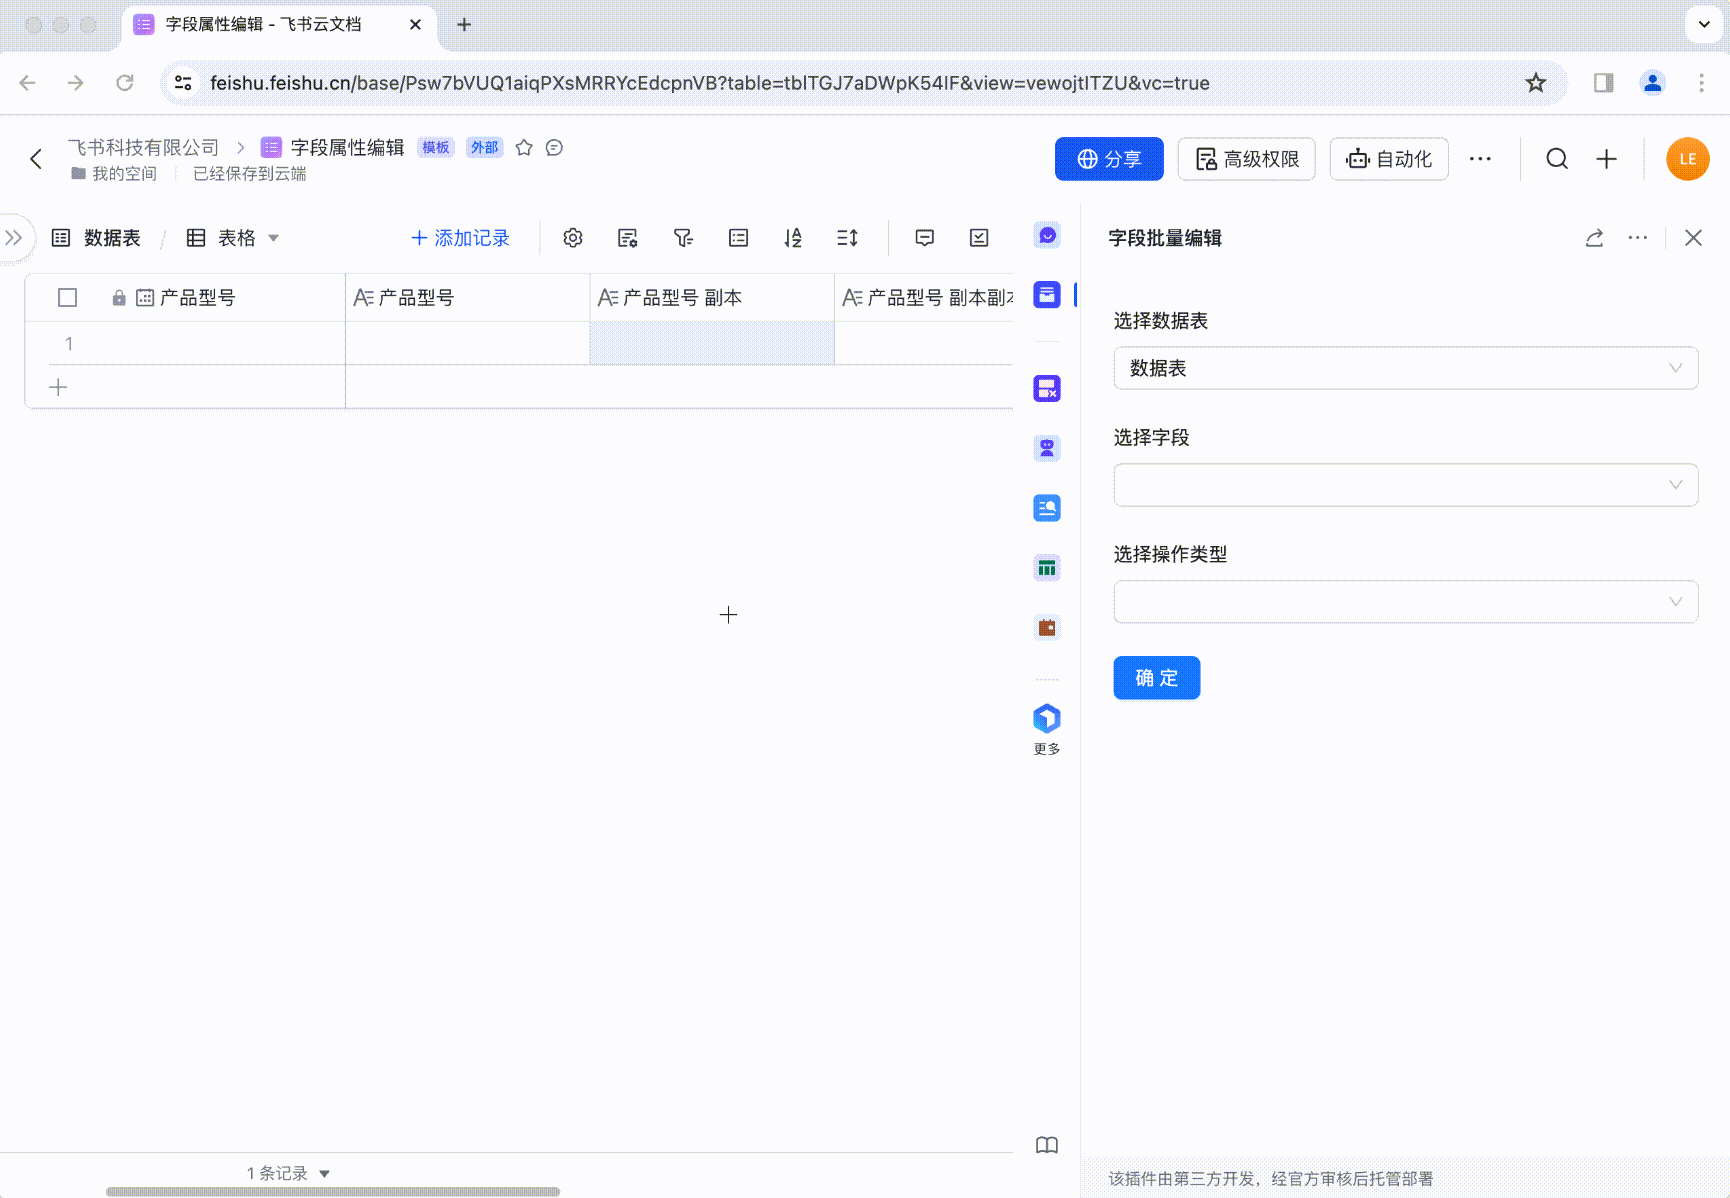 字段属性编辑 - 飞书云文档
feishu.feishu.cn/base/Psw7bVUQ1aiqPXsMRRYcEdcpnVB?table=tblTGJ7aDWpK54IF&view=vewojtITZU&vc=true
飞书科技有限公司
字段属性编辑
模板
外部
我的空间
已经保存到云端
分享
高级权限
自动化
LE
数据表
表格
添加记录
产品型号
产品型号
产品型号 副本
产品型号 副本副本
1
1 条记录
更多
字段批量编辑
选择数据表
数据表
选择字段
选择操作类型
确 定
该插件由第三方开发，经官方审核后托管部署